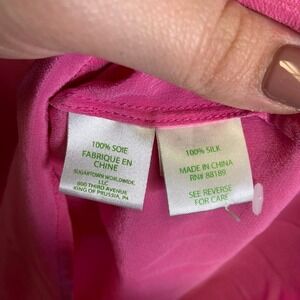 100% SOIE
FABRIQUE EN
CHINE
SUGARTOWN WORLDWIDE,
LLC
800 THIRD AVENUE
KING OF PRUSSIA, PA
100% SILK
MADE IN CHINA
RN# 88189
SEE REVERSE
FOR CARE